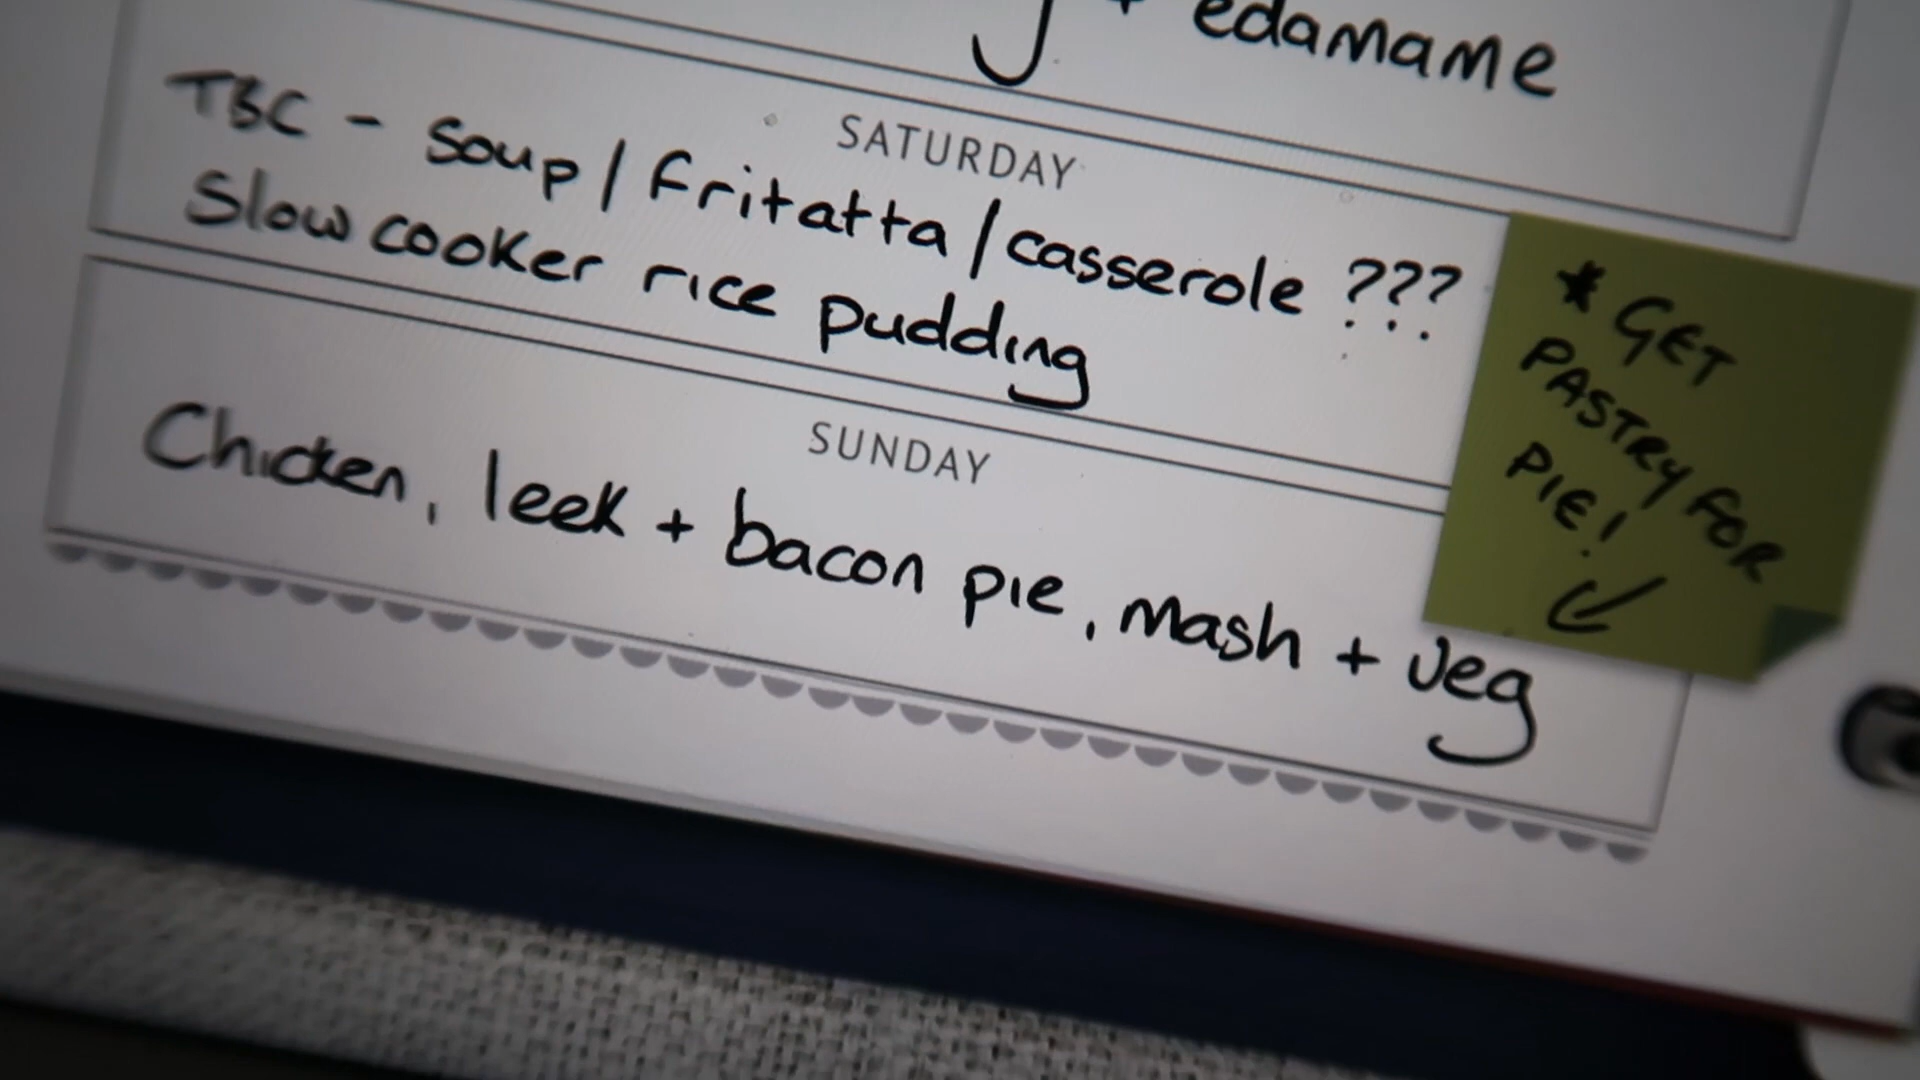 + edamame
SATURDAY
TBC - Soup / fritatta / casserole ???
Slow cooker rice pudding
SUNDAY
Chicken, leek + bacon pie, mash + veg
* GET
PASTRY FOR
PIE!